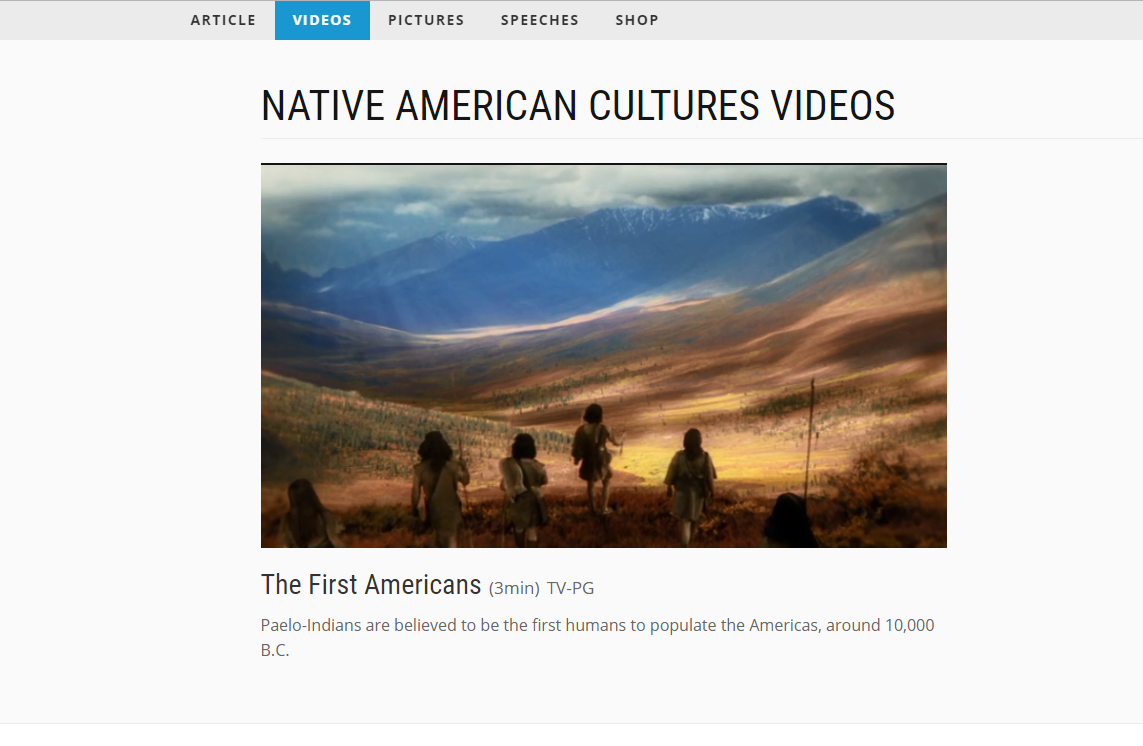 ARTICLE VIDEOS PICTURES SPEECHES SHOP
NATIVE AMERICAN CULTURES VIDEOS
The First Americans (3min) TV-PG
Paelo-Indians are believed to be the first humans to populate the Americas, around 10,000
B.C.